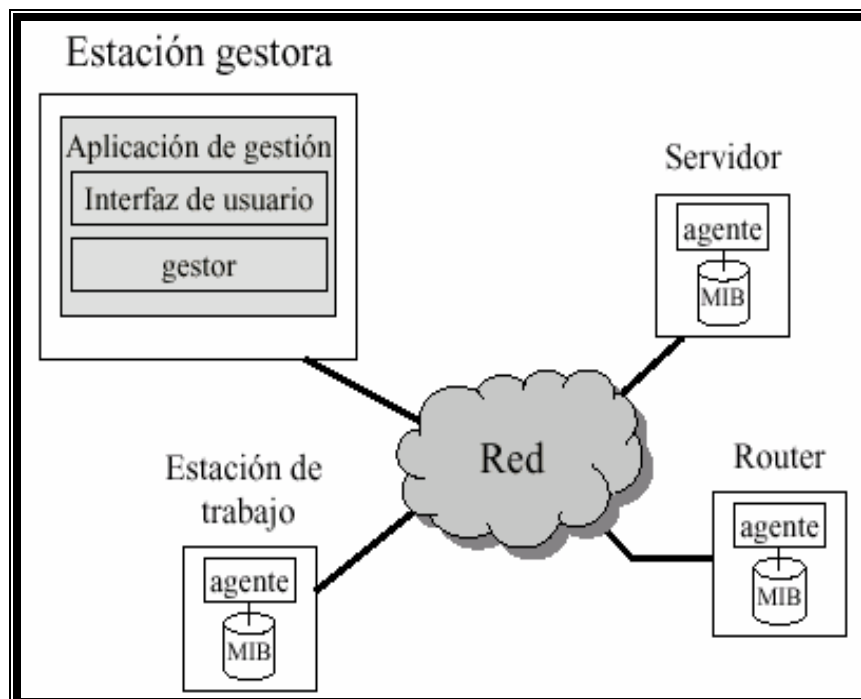 Estación gestora
Aplicación de gestión
Interfaz de usuario
gestor
Servidor
agente
MIB
Red
Estación de
trabajo
agente
MIB
Router
agente
MIB